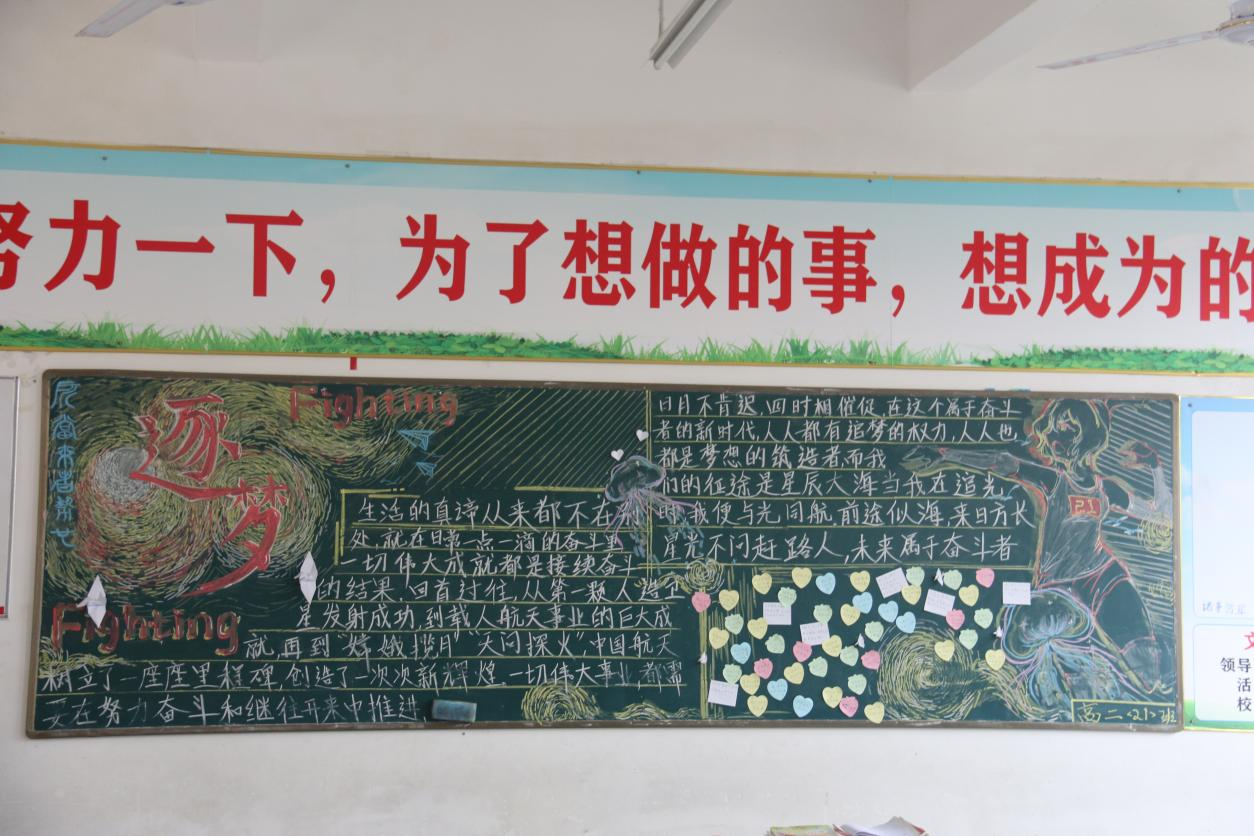 努力一下，为了想做的事，想成为的
逐梦
Fighting
Fighting
生活的真谛从来都不在
处,就在日常一点一滴的奋斗里
一切伟大成就都是接续奋斗
的结果,回首过往,从第一颗人造卫
星发射成功,到载人航天事业的巨大成
就,再到"嫦娥揽月""天问探火",中国航天
树立了一座座里程碑,创造了一次次新辉煌.一切伟大事业,都需
要在努力奋斗和继往开来中推进
日月不肯迟,四时相催促,在这个属于奋斗
者的新时代,人人都有追梦的权力,人人也
都是梦想的筑造者,而我
们的征途是星辰大海当我在追光
时,我便与光同航.前途似海,来日方长
星光不问赶路人,未来属于奋斗者
P1
高二〈21〉班
领导
活
校